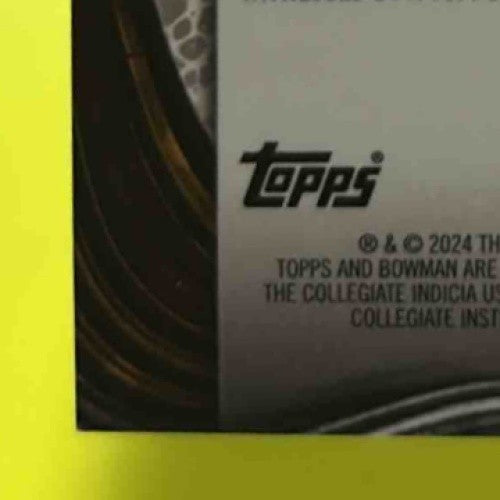 topps®
® & © 2024 TH
TOPPS AND BOWMAN ARE
THE COLLEGIATE INDICIA US
COLLEGIATE INST